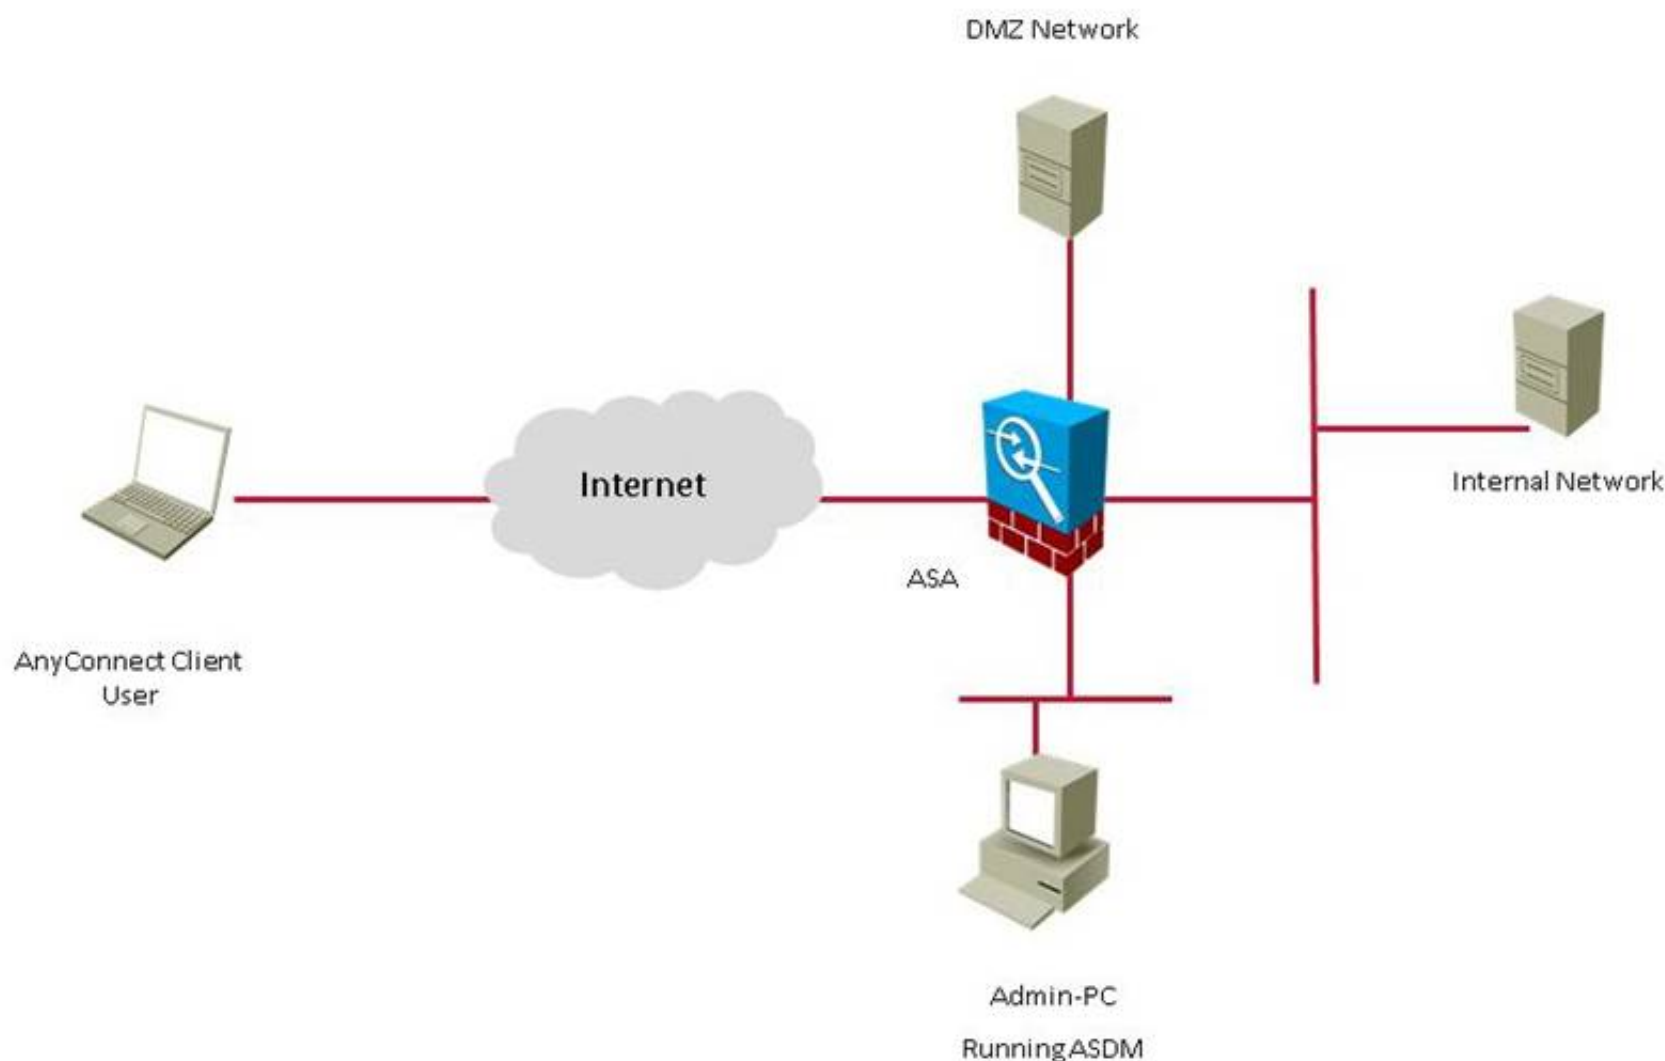 DMZ Network
Internet
Internal Network
ASA
AnyConnect Client
User
Admin-PC
Running ASDM